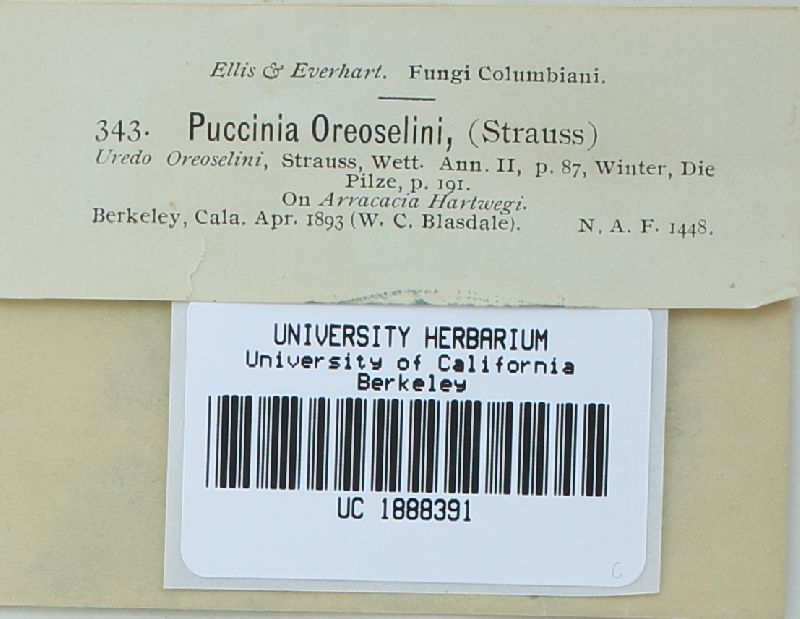 Ellis & Everhart. Fungi Columbiani.
343. Puccinia Oreoselini, (Strauss)
Uredo Oreoselini, Strauss, Wett. Ann. II, p. 87, Winter, Die
Pilze, p. 191.
On Arracacia Hartwegi.
Berkeley, Cala. Apr. 1893 (W. C. Blasdale). N. A. F. 1448.
UNIVERSITY HERBARIUM
University of California
Berkeley
UC 1888391
C